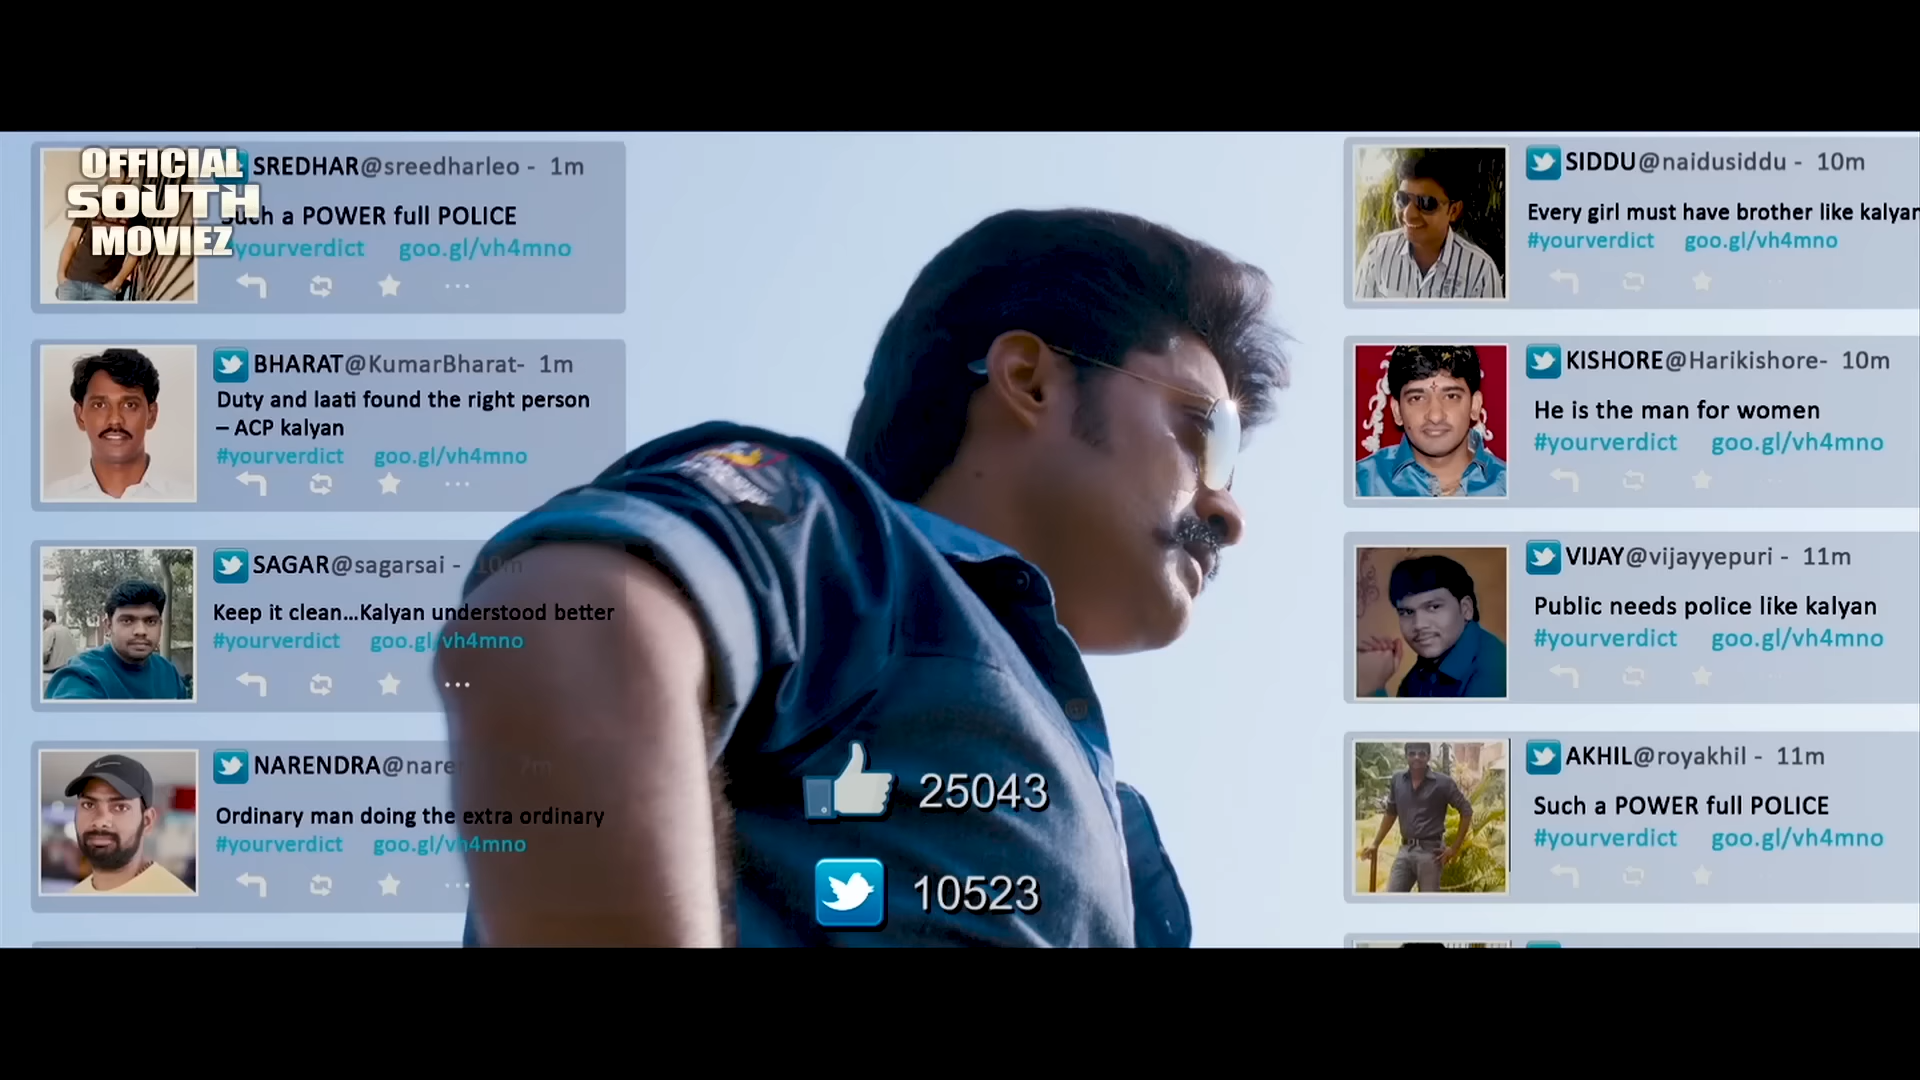 OFFICIAL
SOUTH
MOVIEZ
SREDHAR@sreedharleo - 1m
Such a POWER full POLICE
#yourverdict goo.gl/vh4mno
BHARAT@KumarBharat- 1m
Duty and laati found the right person
– ACP kalyan
#yourverdict goo.gl/vh4mno
SAGAR@sagarsai - 10m
Keep it clean...Kalyan understood better
#yourverdict goo.gl/vh4mno
NARENDRA@nare 7m
Ordinary man doing the extra ordinary
#yourverdict goo.gl/vh4mno
25043
10523
SIDDU@naidusiddu - 10m
Every girl must have brother like kalyan
#yourverdict goo.gl/vh4mno
KISHORE@Harikishore- 10m
He is the man for women
#yourverdict goo.gl/vh4mno
VIJAY@vijayyepuri - 11m
Public needs police like kalyan
#yourverdict goo.gl/vh4mno
AKHIL@royakhil - 11m
Such a POWER full POLICE
#yourverdict goo.gl/vh4mno